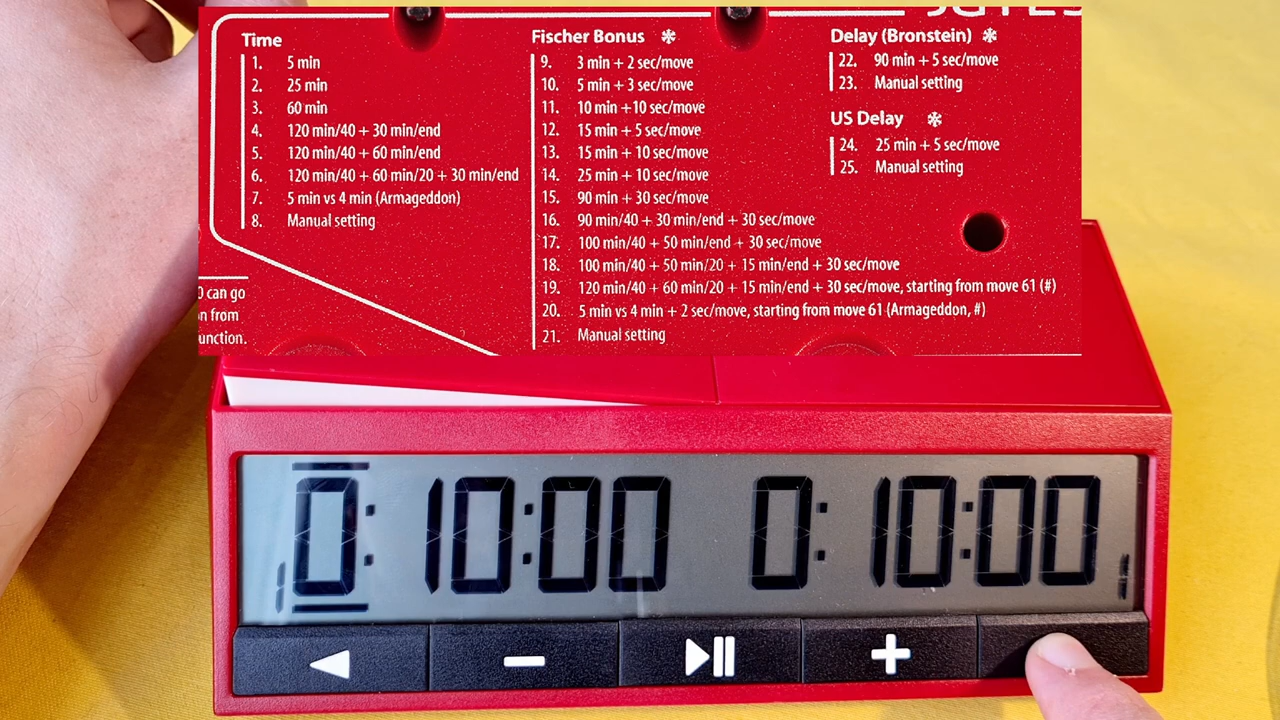 Time
1. 5 min
2. 25 min
3. 60 min
4. 120 min/40 + 30 min/end
5. 120 min/40 + 60 min/end
6. 120 min/40 + 60 min/20 + 30 min/end
7. 5 min vs 4 min (Armageddon)
8. Manual setting
can go
from
unction.
Fischer Bonus ✻
9. 3 min + 2 sec/move
10. 5 min + 3 sec/move
11. 10 min +10 sec/move
12. 15 min + 5 sec/move
13. 15 min + 10 sec/move
14. 25 min + 10 sec/move
15. 90 min + 30 sec/move
16. 90 min/40 + 30 min/end + 30 sec/move
17. 100 min/40 + 50 min/end + 30 sec/move
18. 100 min/40 + 50 min/20 + 15 min/end + 30 sec/move
19. 120 min/40 + 60 min/20 + 15 min/end + 30 sec/move, starting from move 61 (#)
20. 5 min vs 4 min + 2 sec/move, starting from move 61 (Armageddon, #)
21. Manual setting
Delay (Bronstein) ✻
22. 90 min + 5 sec/move
23. Manual setting
US Delay ✻
24. 25 min + 5 sec/move
25. Manual setting
1 0:10:00 0:10:00 1